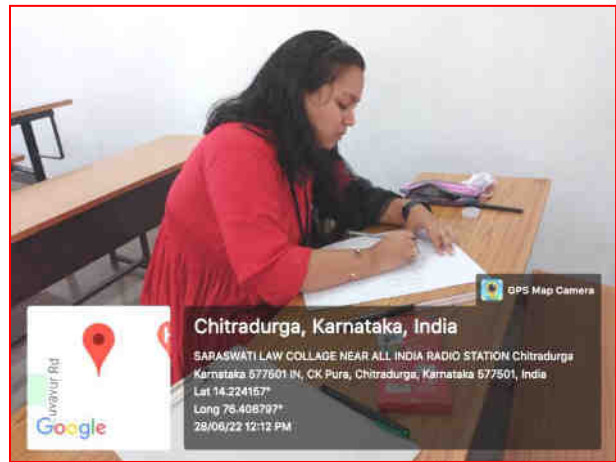 GPS Map Camera
Chitradurga, Karnataka, India
SARASWATI LAW COLLAGE NEAR ALL INDIA RADIO STATION Chitradurga
Karnataka 577501 IN, CK Pura, Chitradurga, Karnataka 577501, India
Lat 14.224157°
Long 76.408797°
28/06/22 12:12 PM
Google